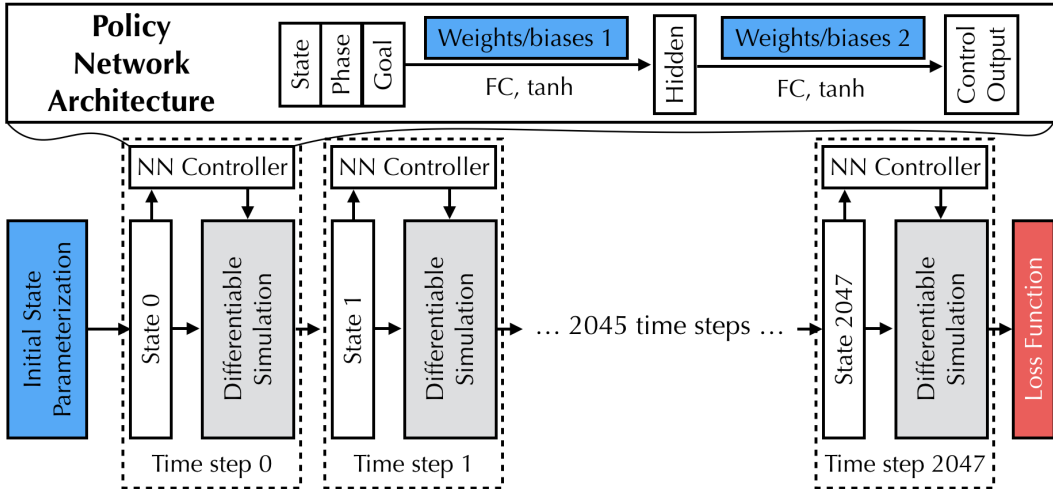 Policy
Network
Architecture
State
Phase
Goal
Weights/biases 1
FC, tanh
Hidden
Weights/biases 2
FC, tanh
Control
Output
NN Controller
NN Controller
NN Controller
Initial State
Parameterization
State 0
Differentiable
Simulation
State 1
Differentiable
Simulation
... 2045 time steps ...
State 2047
Differentiable
Simulation
Loss Function
Time step 0
Time step 1
Time step 2047